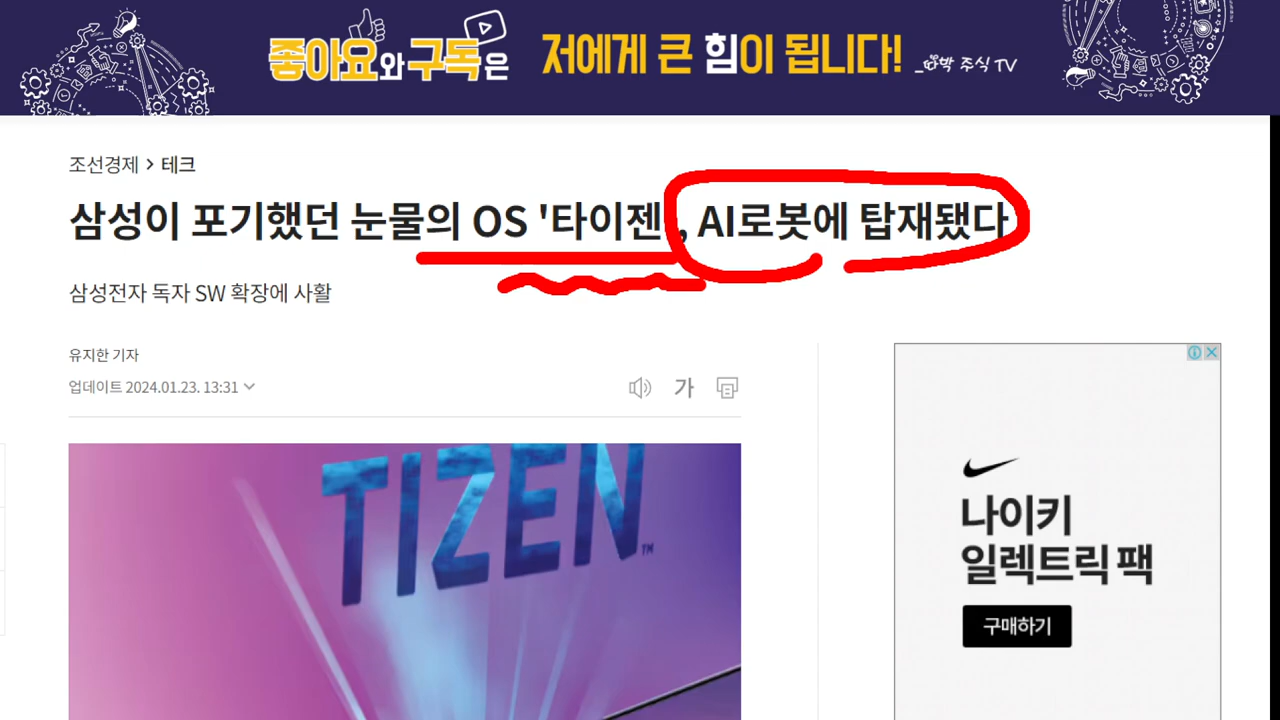 좋아요와 구독은 저에게 큰 힘이 됩니다! _호박 주식 TV
조선경제 > 테크
삼성이 포기했던 눈물의 OS '타이젠', AI로봇에 탑재됐다
삼성전자 독자 SW 확장에 사활
유지한 기자
업데이트 2024.01.23. 13:31
가
TIZEN™
나이키
일렉트릭 팩
구매하기